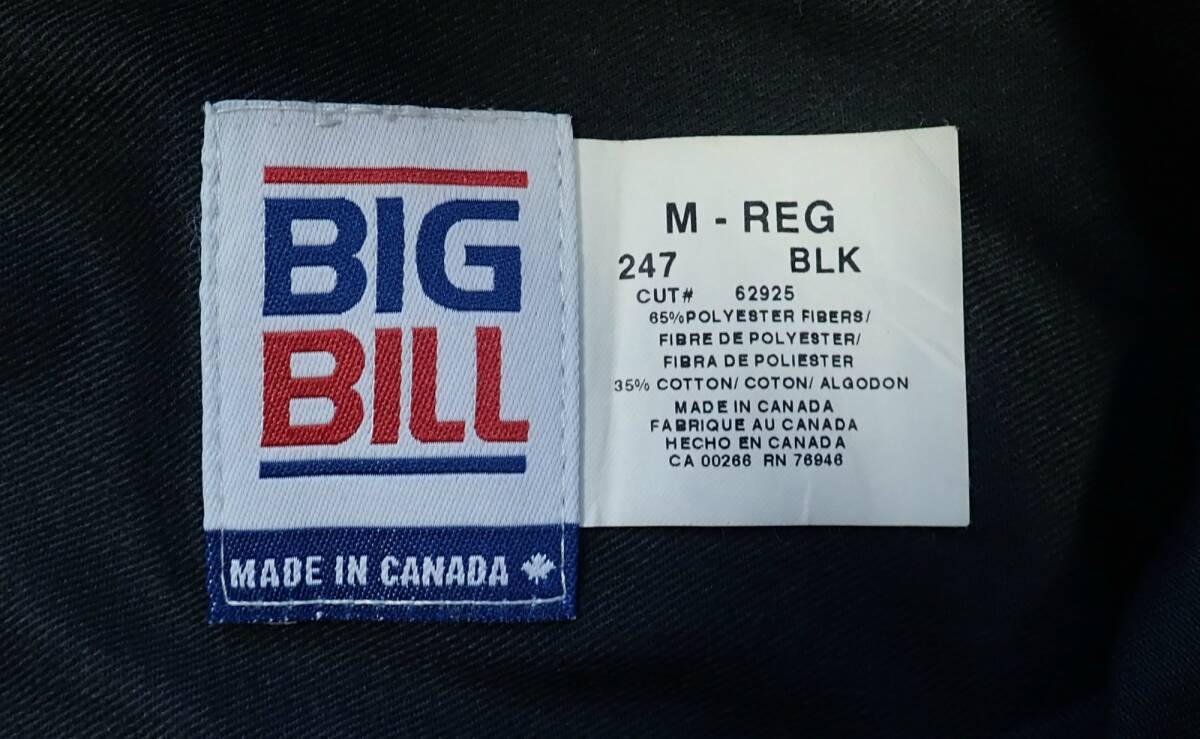 BIG
BILL
MADE IN CANADA
M - REG
247 BLK
CUT# 62925
65% POLYESTER FIBERS/
FIBRE DE POLYESTER/
FIBRA DE POLIESTER
35% COTTON/ COTON/ ALGODON
MADE IN CANADA
FABRIQUE AU CANADA
HECHO EN CANADA
CA 00266 RN 76946